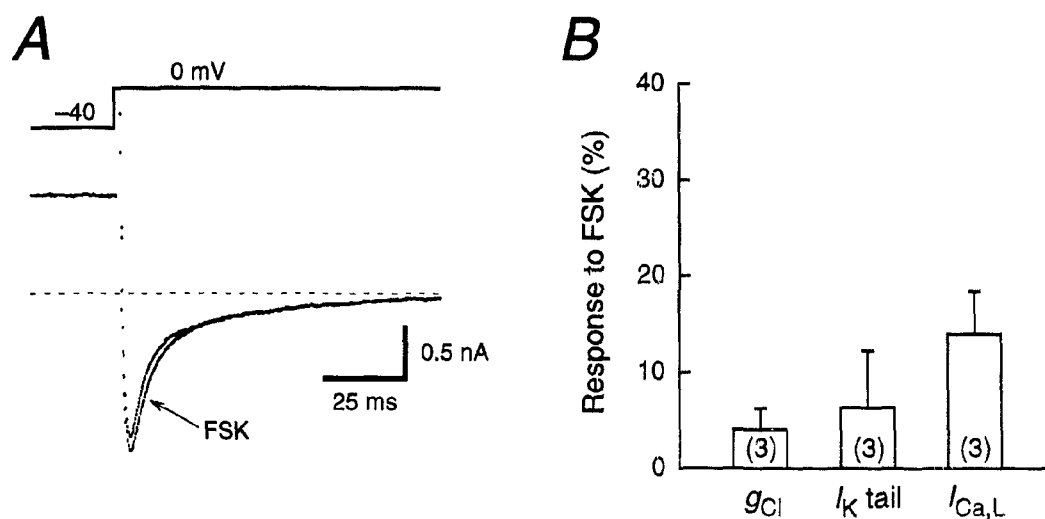 A
0 mV
–40
0.5 nA
25 ms
FSK
B
Response to FSK (%)
40
30
20
10
0
(3) (3) (3)
gCl IK tail ICa,L